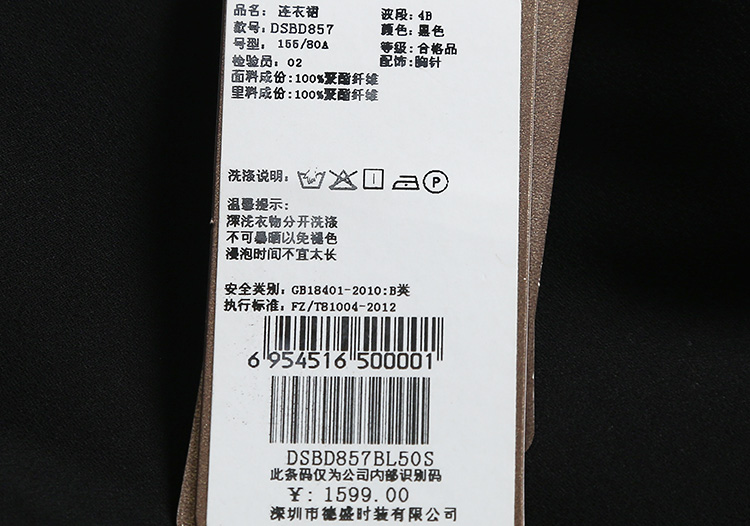 品名: 连衣裙 波段: 4B
款号: DSBD857 颜色: 黑色
号型: 155/80A 等级: 合格品
检验员: 02 配饰: 胸针
面料成份:100%聚酯纤维
里料成份:100%聚酯纤维
洗涤说明:
P
温馨提示:
深浅衣物分开洗涤
不可暴晒以免褪色
浸泡时间不宜太长
安全类别: GB18401-2010:B类
执行标准: FZ/T81004-2012
6 954516 500001
DSBD857BL50S
此条码仅为公司内部识别码
¥: 1599.00
深圳市德盛时装有限公司